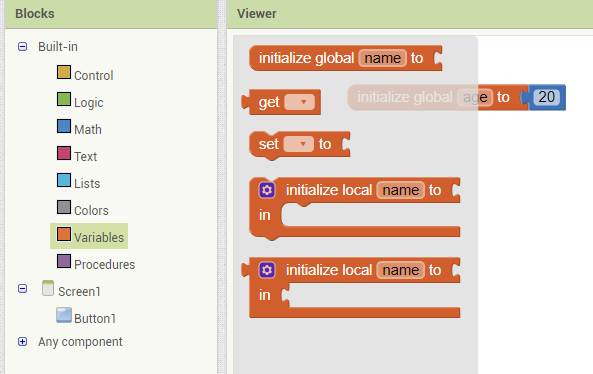 Blocks
Built-in
Control
Logic
Math
Text
Lists
Colors
Variables
Procedures
Screen1
Button1
Any component
Viewer
initialize global name to
get
initialize global age to 20
set to
initialize local name to
in
initialize local name to
in